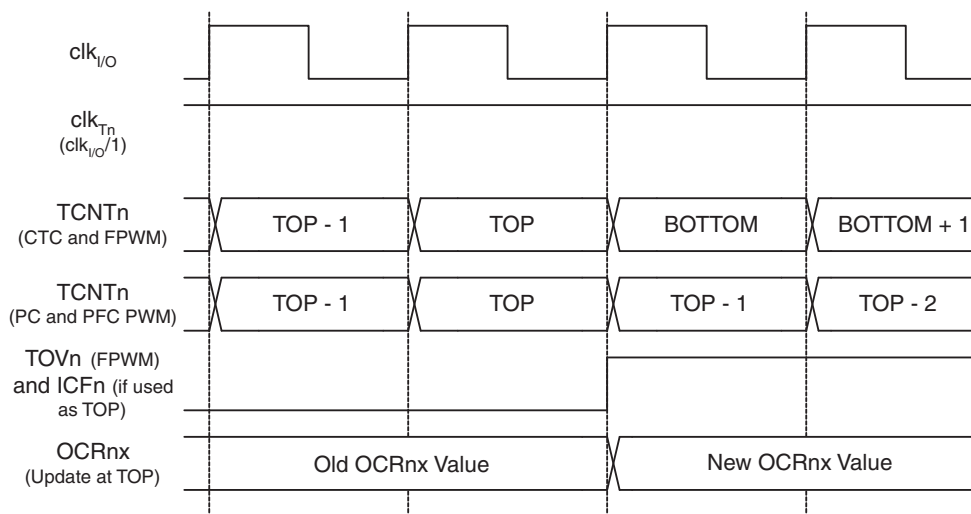 clkI/O
clkTn
(clkI/O/1)
TCNTn
(CTC and FPWM)
TOP - 1
TOP
BOTTOM
BOTTOM + 1
TCNTn
(PC and PFC PWM)
TOP - 1
TOP
TOP - 1
TOP - 2
TOVn (FPWM)
and ICFn (if used
as TOP)
OCRnx
(Update at TOP)
Old OCRnx Value
New OCRnx Value